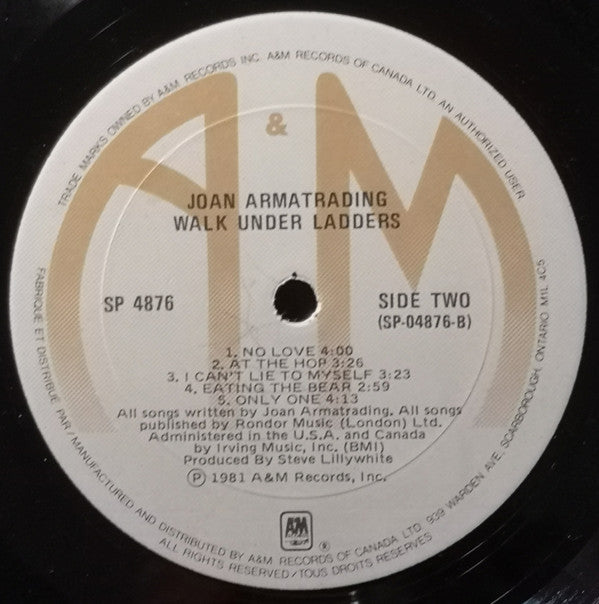 TRADE MARKS OWNED BY A&M RECORDS INC. A&M RECORDS OF CANADA LTD. AN AUTHORIZED USER
A & M
JOAN ARMATRADING
WALK UNDER LADDERS
SP 4876
SIDE TWO
(SP-04876-B)
1. NO LOVE 4:00
2. AT THE HOP 3:26
3. I CAN'T LIE TO MYSELF 3:23
4. EATING THE BEAR 2:59
5. ONLY ONE 4:13
All songs written by Joan Armatrading. All songs
published by Rondor Music (London) Ltd.
Administered in the U.S.A. and Canada
by Irving Music, Inc. (BMI)
Produced By Steve Lillywhite
Ⓟ 1981 A&M Records, Inc.
A&M
RECORDS
®
FABRIQUÉ ET DISTRIBUÉ PAR/MANUFACTURED AND DISTRIBUTED BY A&M RECORDS OF CANADA LTD. 939 WARDEN AVE, SCARBOROUGH, ONTARIO M1L 4C5
ALL RIGHTS RESERVED/TOUS DROITS RESERVÉS